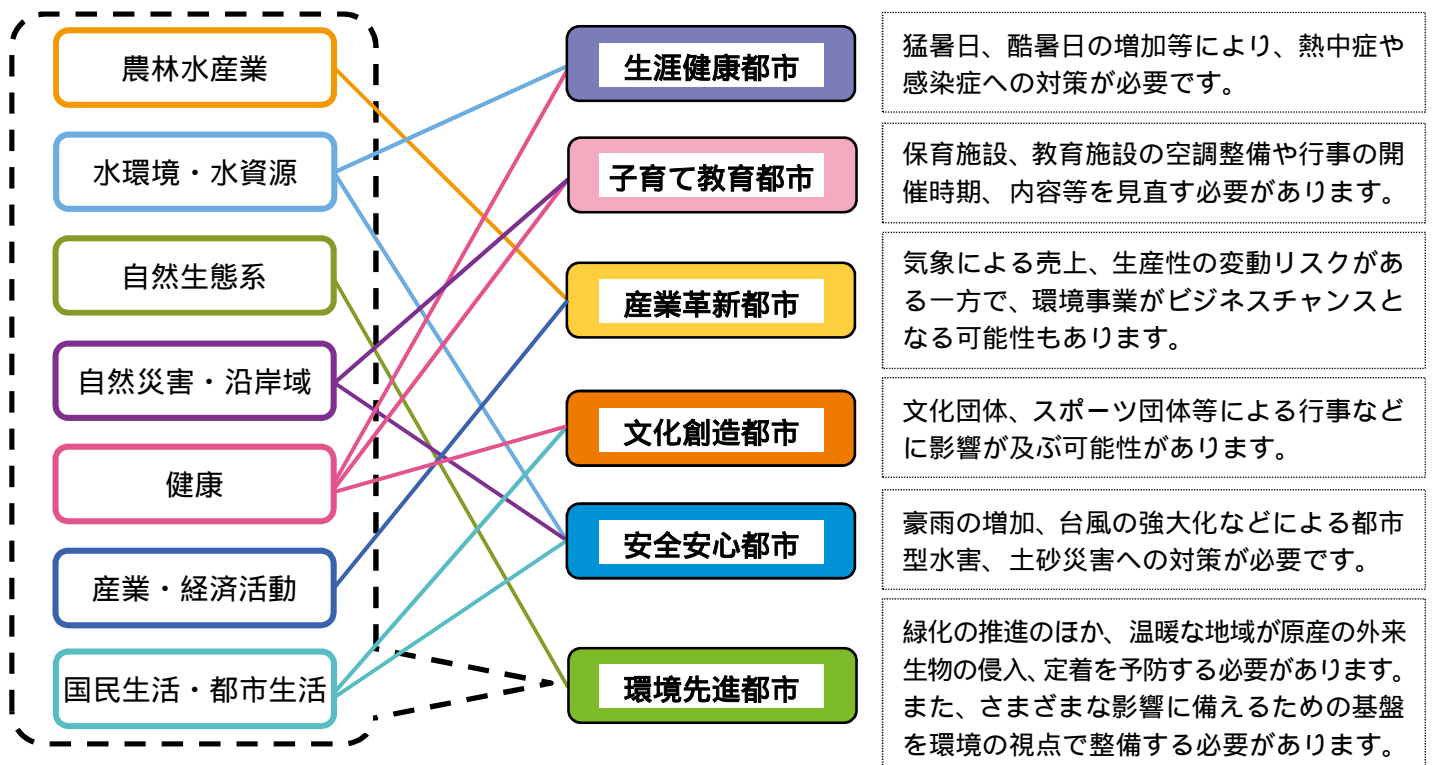 農林水産業
水環境・水資源
自然生態系
自然災害・沿岸域
健康
産業・経済活動
国民生活・都市生活
生涯健康都市
猛暑日、酷暑日の増加等により、熱中症や
感染症への対策が必要です。
子育て教育都市
保育施設、教育施設の空調整備や行事の開
催時期、内容等を見直す必要があります。
産業革新都市
気象による売上、生産性の変動リスクがあ
る一方で、環境事業がビジネスチャンスと
なる可能性もあります。
文化創造都市
文化団体、スポーツ団体等による行事など
に影響が及ぶ可能性があります。
安全安心都市
豪雨の増加、台風の強大化などによる都市
型水害、土砂災害への対策が必要です。
環境先進都市
緑化の推進のほか、温暖な地域が原産の外来
生物の侵入、定着を予防する必要があります。
また、さまざまな影響に備えるための基盤
を環境の視点で整備する必要があります。